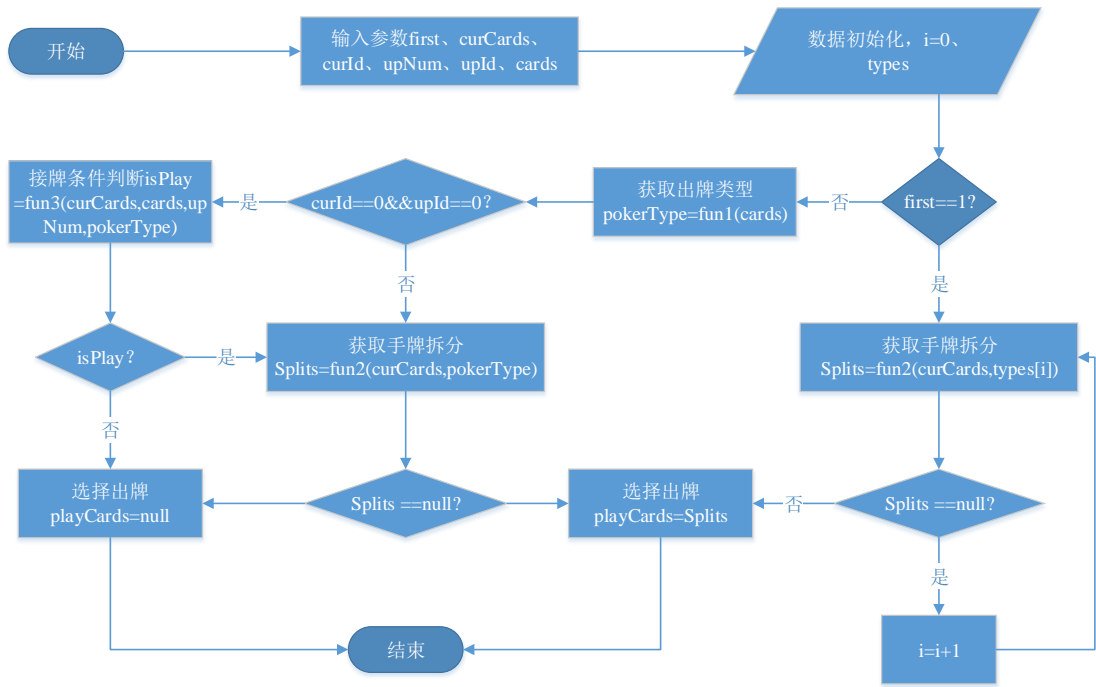 开始
输入参数first、curCards、
curId、upNum、upId、cards
数据初始化，i=0、
types
接牌条件判断isPlay
=fun3(curCards,cards,up
Num,pokerType)
是
curId==0&&upId==0？
获取出牌类型
pokerType=fun1(cards)
否
first==1?
否
是
isPlay？
是
获取手牌拆分
Splits=fun2(curCards,pokerType)
获取手牌拆分
Splits=fun2(curCards,types[i])
否
选择出牌
playCards=null
Splits ==null?
选择出牌
playCards=Splits
否
Splits ==null?
是
结束
i=i+1